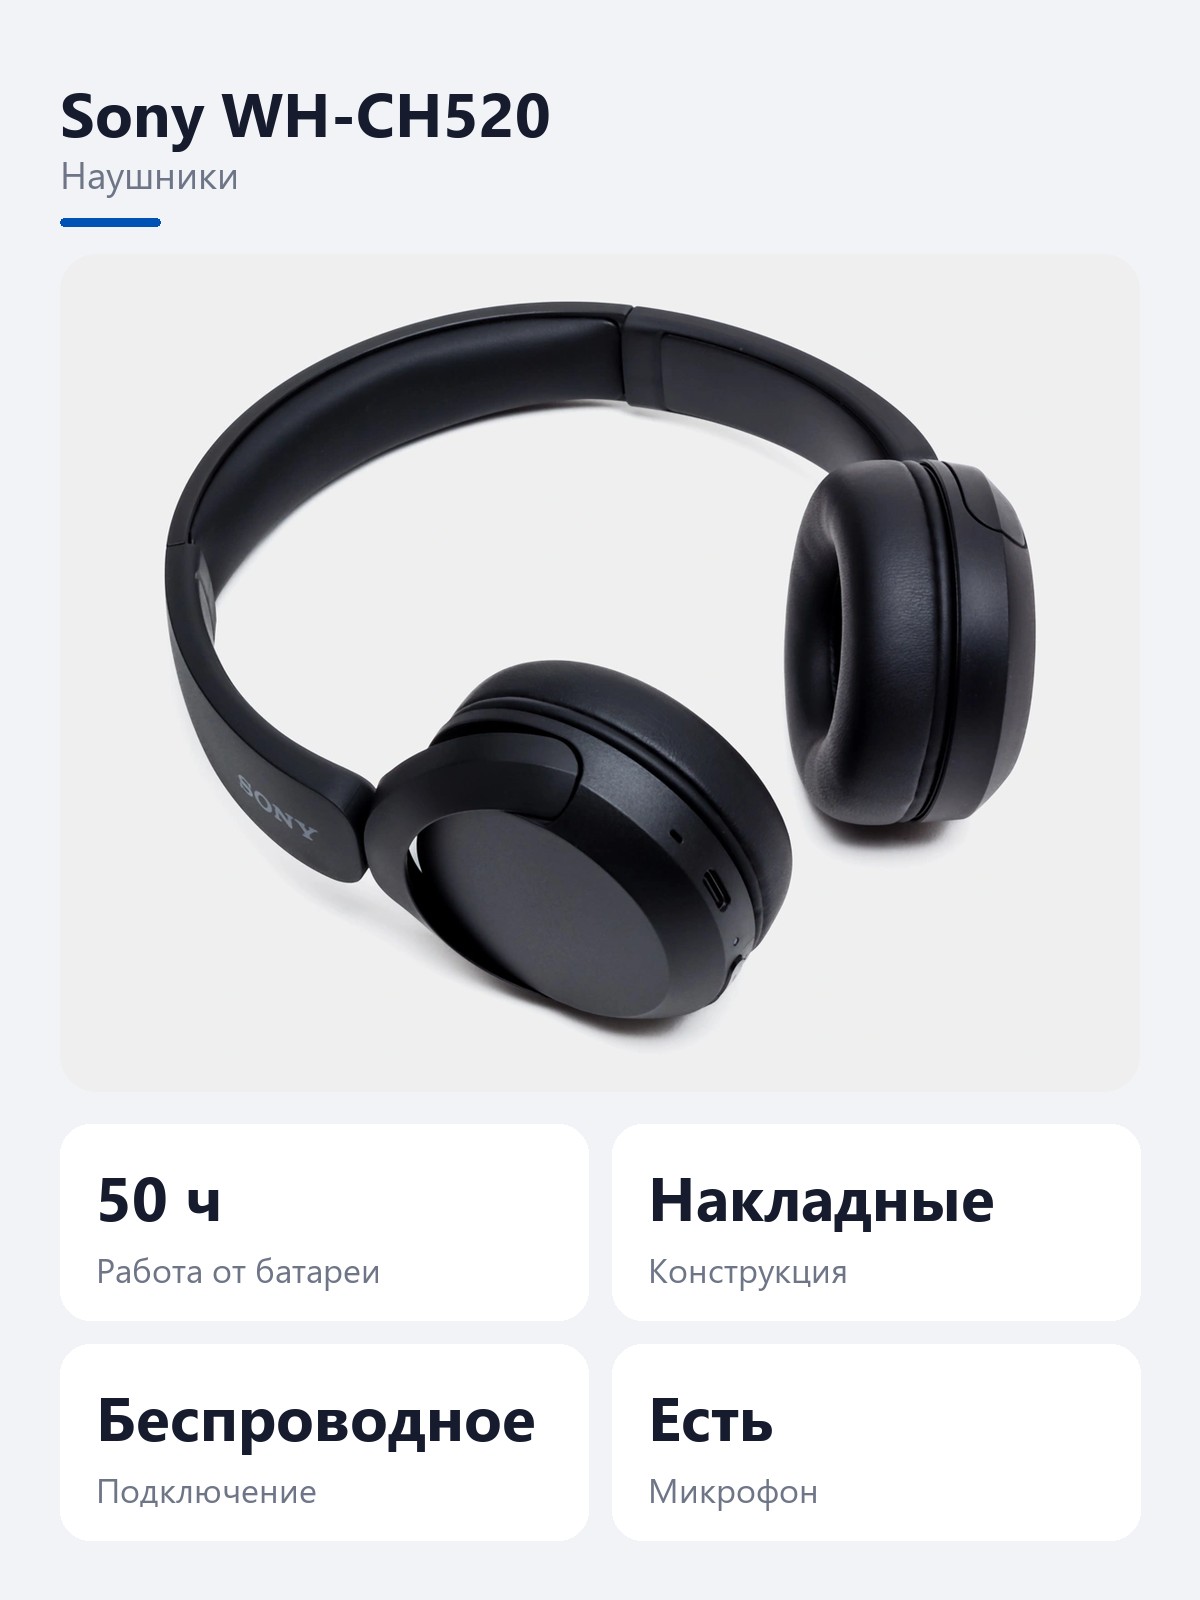 Sony WH-CH520
Наушники
SONY
50 ч
Работа от батареи
Накладные
Конструкция
Беспроводное
Подключение
Есть
Микрофон